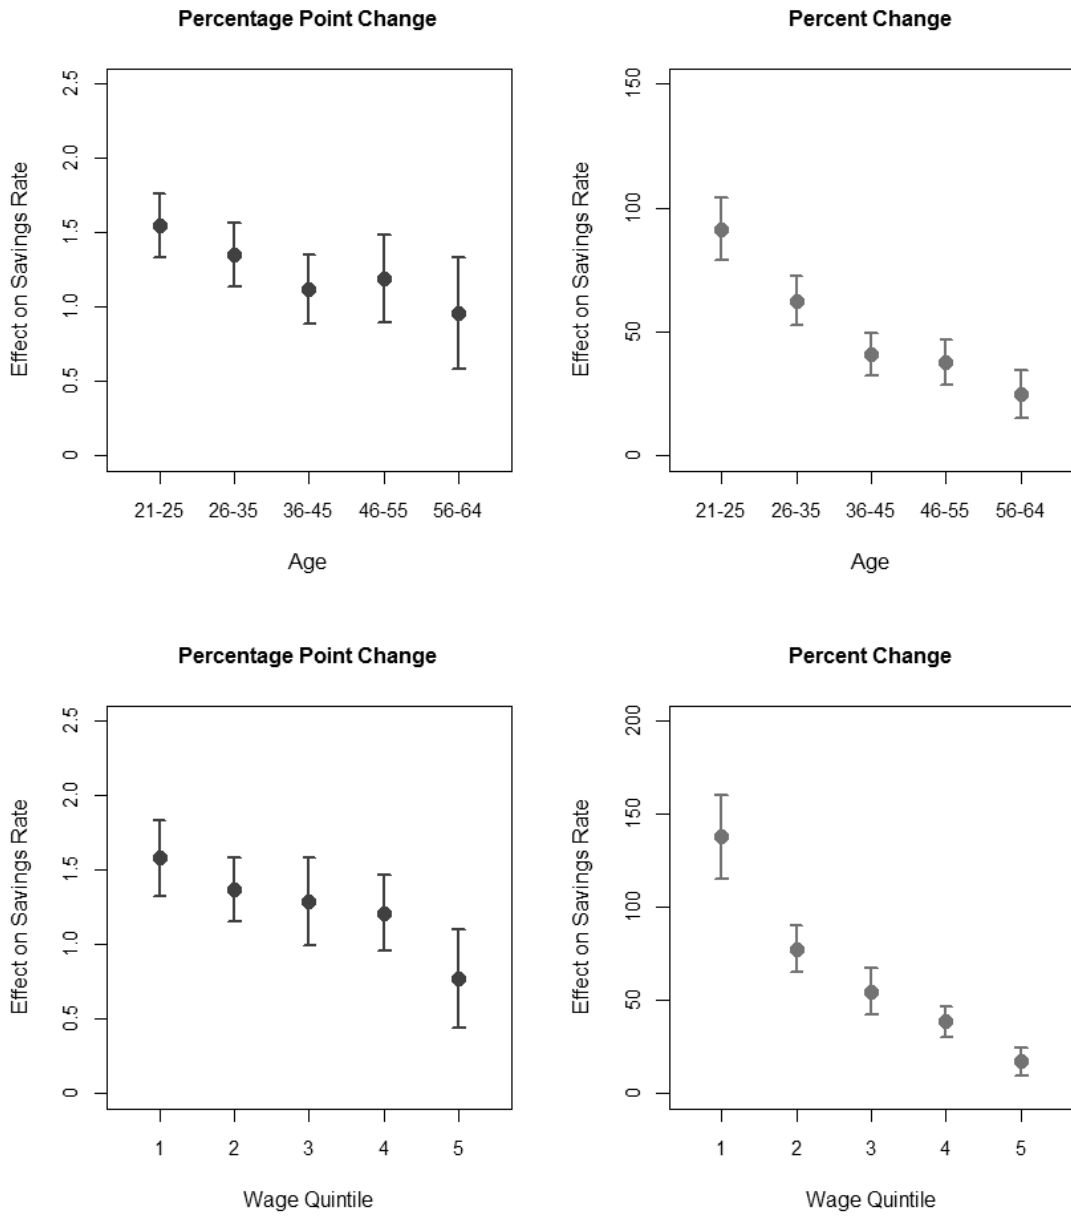 Percentage Point Change
Effect on Savings Rate
2.5
2.0
1.5
1.0
0.5
0
21-25 26-35 36-45 46-55 56-64
Age
Percent Change
Effect on Savings Rate
150
100
50
0
21-25 26-35 36-45 46-55 56-64
Age
Percentage Point Change
Effect on Savings Rate
2.5
2.0
1.5
1.0
0.5
0
1 2 3 4 5
Wage Quintile
Percent Change
Effect on Savings Rate
200
150
100
50
0
1 2 3 4 5
Wage Quintile